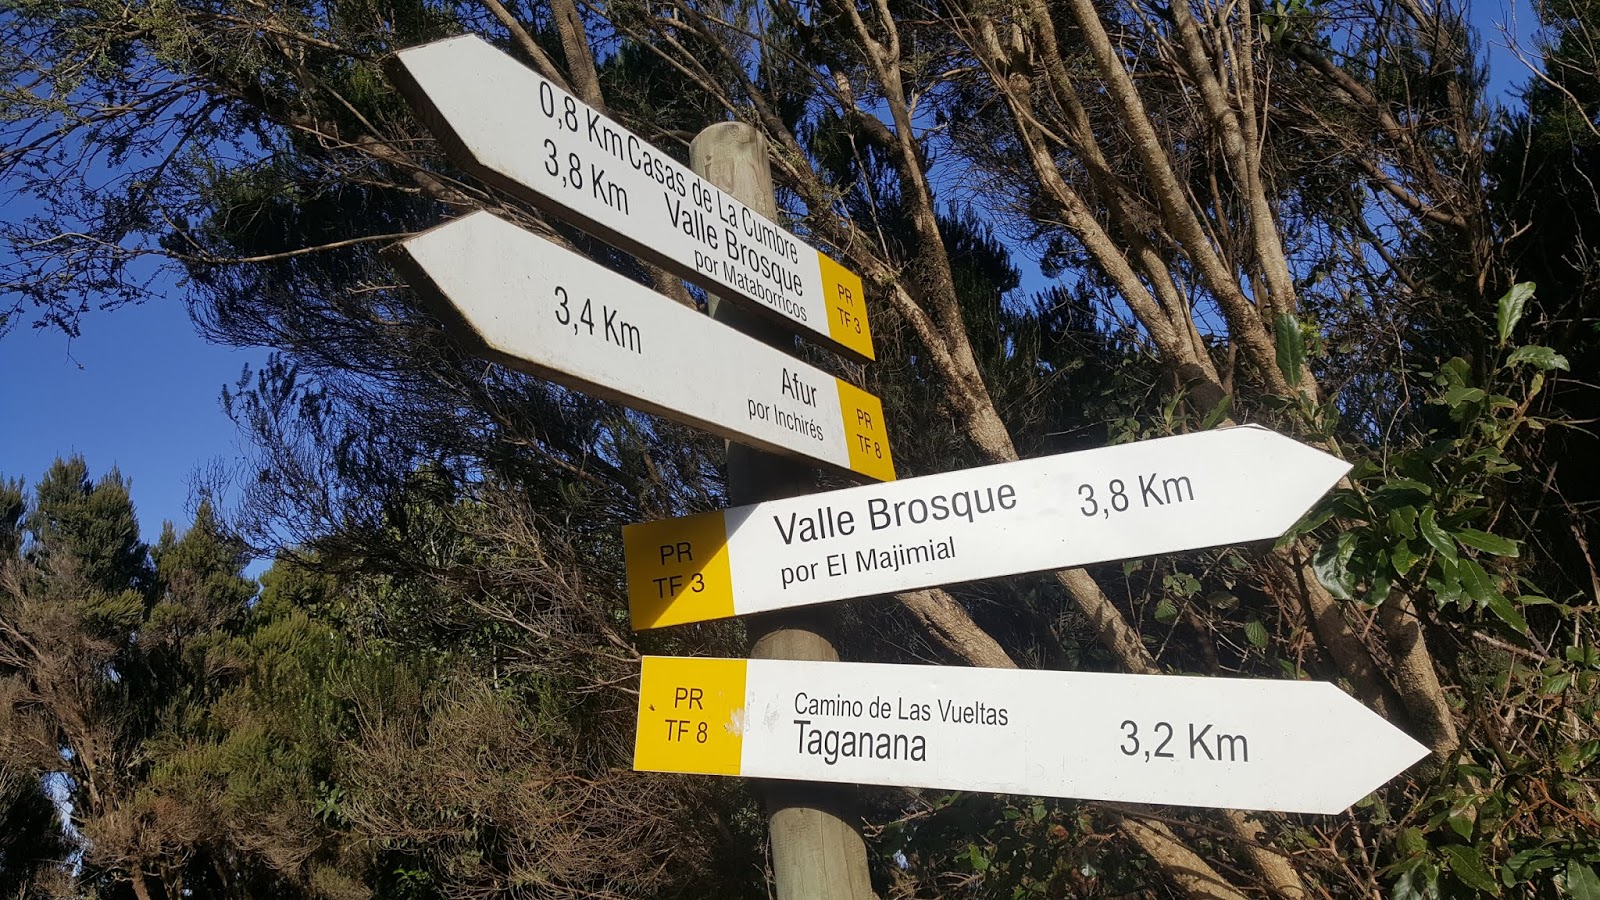 0,8 Km Casas de La Cumbre
3,8 Km Valle Brosque
por Mataborricos
PR
TF 3
3,4 Km Afur
por Inchirés
PR
TF 8
PR
TF 3
Valle Brosque 3,8 Km
por El Majimial
PR
TF 8
Camino de Las Vueltas
Taganana 3,2 Km